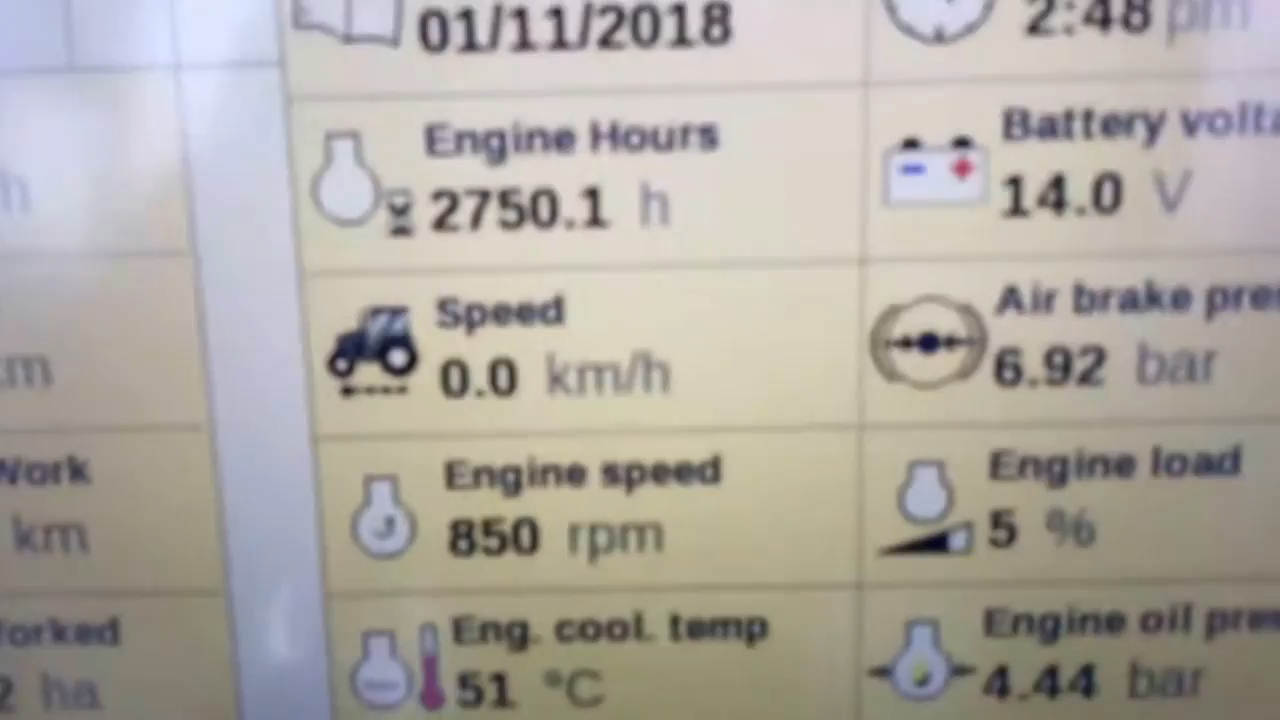 01/11/2018
2:48 pm
Engine Hours
2750.1 h
Battery volta
14.0 V
h
Speed
0.0 km/h
Air brake pre
6.92 bar
Engine speed
850 rpm
Engine load
5 %
Work
km
Eng. cool. temp
51 °C
Engine oil pre
4.44 bar
orked
2 ha